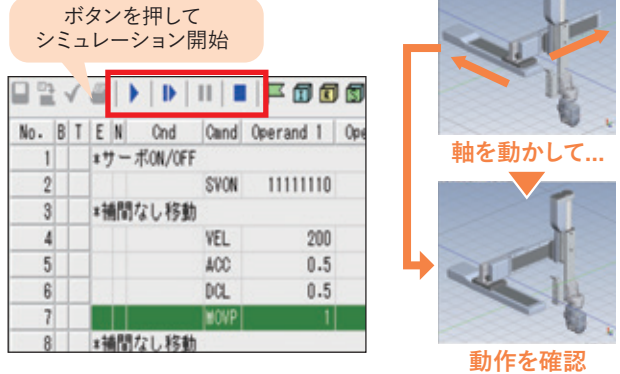 ボタンを押して
シミュレーション開始
No. B T E N Cnd Cmnd Operand 1 Ope
1 *サーボON/OFF
2 SVON 11111110
3 *補間なし移動
4 VEL 200
5 ACC 0.5
6 DCL 0.5
7 MOVP 1
8 *補間なし移動
軸を動かして...
動作を確認